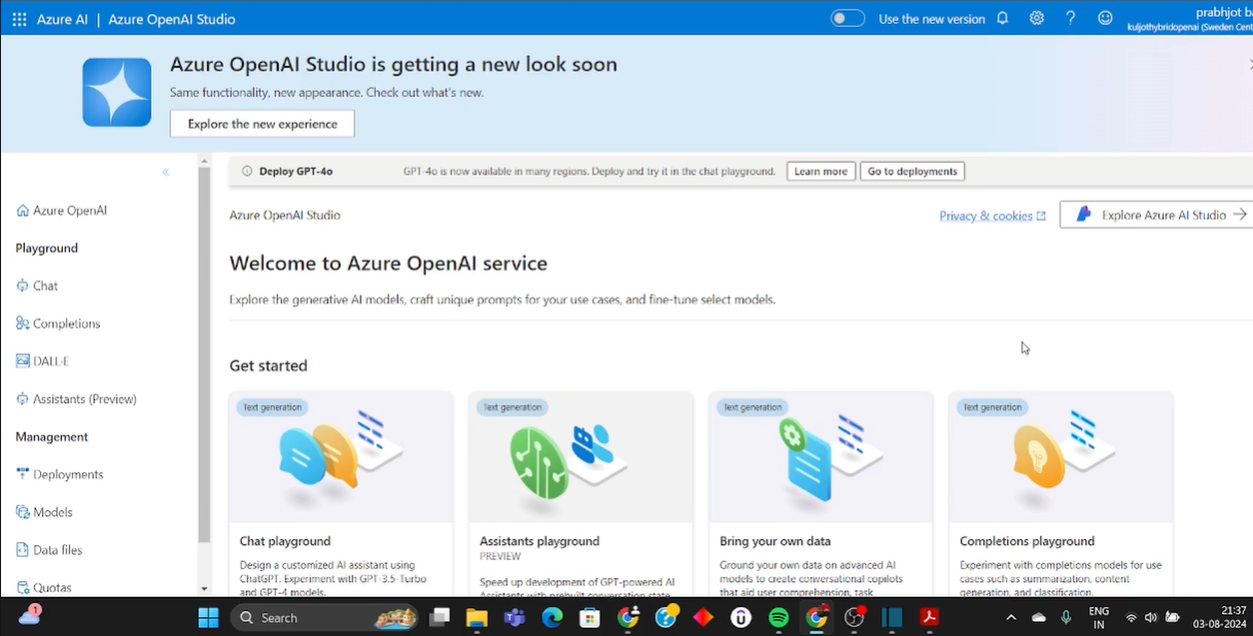 Azure AI | Azure OpenAI Studio
Use the new version
prabhjot ba
kuljothybridopenai (Sweden Cent
Azure OpenAI Studio is getting a new look soon
Same functionality, new appearance. Check out what's new.
Explore the new experience
Deploy GPT-4o
GPT-4o is now available in many regions. Deploy and try it in the chat playground.
Learn more
Go to deployments
Azure OpenAI
Playground
Chat
Completions
DALL·E
Assistants (Preview)
Management
Deployments
Models
Data files
Quotas
Azure OpenAI Studio
Privacy & cookies
Explore Azure AI Studio
Welcome to Azure OpenAI service
Explore the generative AI models, craft unique prompts for your use cases, and fine-tune select models.
Get started
Text generation
Chat playground
Design a customized AI assistant using
ChatGPT. Experiment with GPT-3.5-Turbo
and GPT-4 models.
Text generation
Assistants playground
PREVIEW
Speed up development of GPT-powered AI
Assistants with prebuilt conversation state
Text generation
Bring your own data
Ground your own data on advanced AI
models to create conversational copilots
that aid user comprehension, task
Text generation
Completions playground
Experiment with completions models for use
cases such as summarization, content
generation, and classification.
1
Search
ENG
IN
21:37
03-08-2024